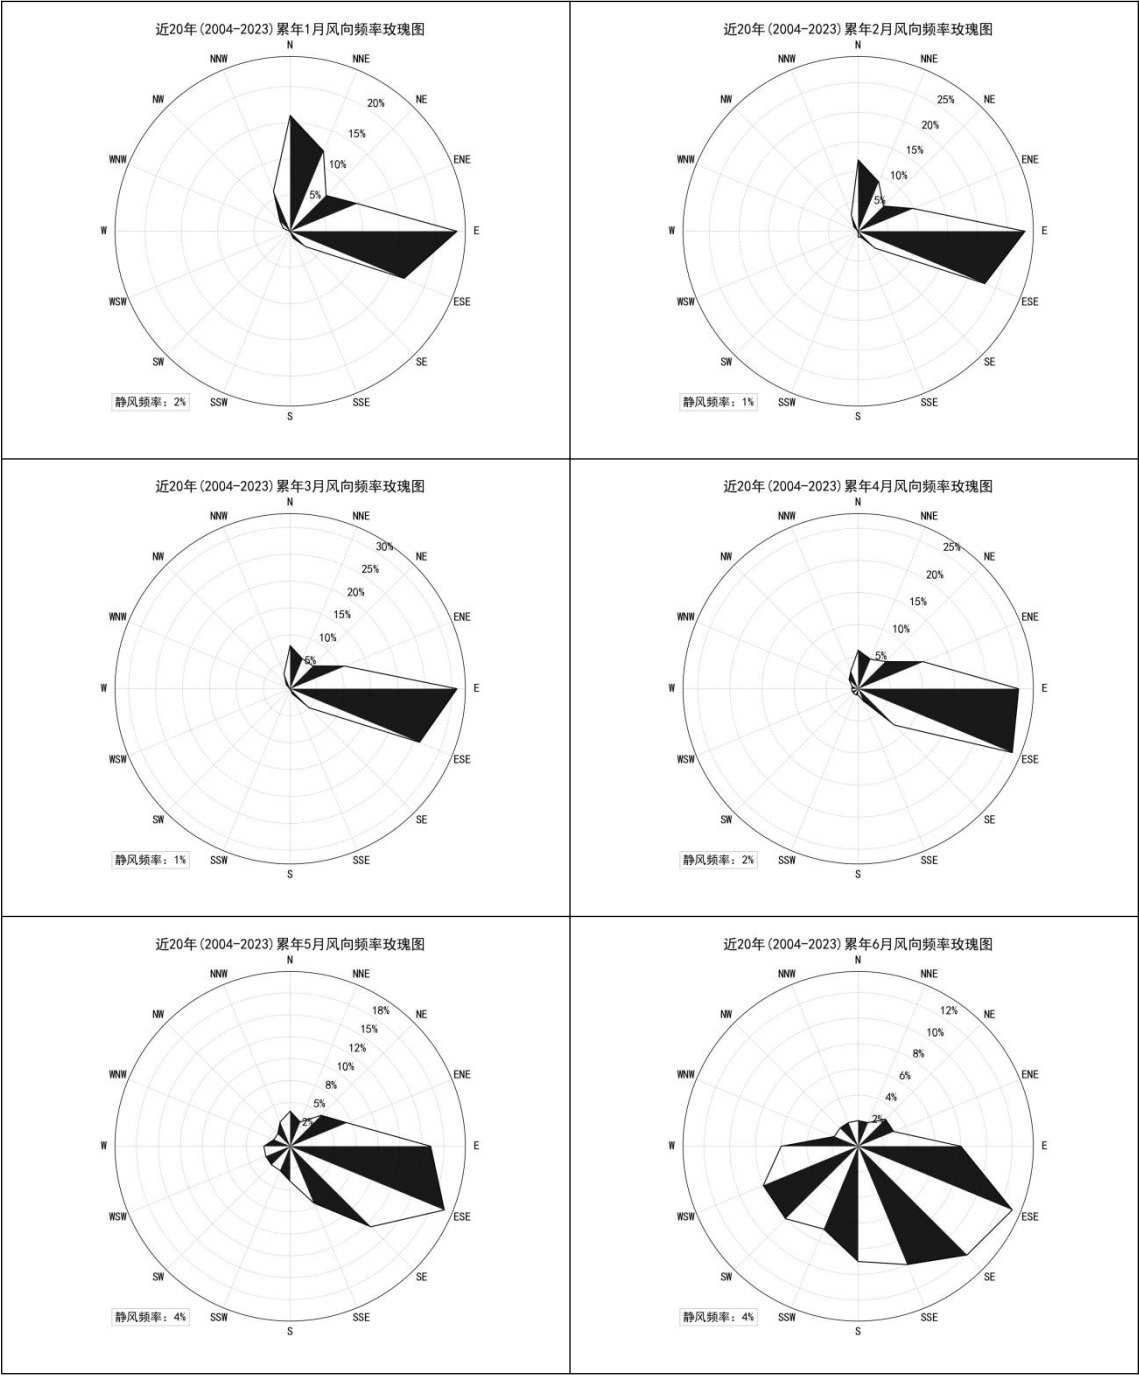 近20年(2004-2023)累年1月风向频率玫瑰图
N
NNW
NNE
NW
20%
NE
15%
WNW
10%
ENE
5%
W
E
WSW
ESE
SW
SE
静风频率: 2%
SSW
SSE
S
近20年(2004-2023)累年2月风向频率玫瑰图
N
NNW
NNE
NW
25%
NE
20%
15%
WNW
ENE
10%
5%
W
E
WSW
ESE
SW
SE
静风频率: 1%
SSW
SSE
S
近20年(2004-2023)累年3月风向频率玫瑰图
N
NNW
NNE
30%
NW
NE
25%
20%
15%
WNW
ENE
10%
5%
W
E
WSW
ESE
SW
SE
静风频率: 1%
SSW
SSE
S
近20年(2004-2023)累年4月风向频率玫瑰图
N
NNW
NNE
25%
NW
NE
20%
15%
WNW
ENE
10%
5%
W
E
WSW
ESE
SW
SE
静风频率: 2%
SSW
SSE
S
近20年(2004-2023)累年5月风向频率玫瑰图
N
NNW
NNE
18%
NW
NE
15%
12%
10%
WNW
ENE
8%
5%
2%
W
E
WSW
ESE
SW
SE
静风频率: 4%
SSW
SSE
S
近20年(2004-2023)累年6月风向频率玫瑰图
N
NNW
NNE
12%
NW
NE
10%
8%
WNW
6%
ENE
4%
2%
W
E
WSW
ESE
SW
SE
静风频率: 4%
SSW
SSE
S